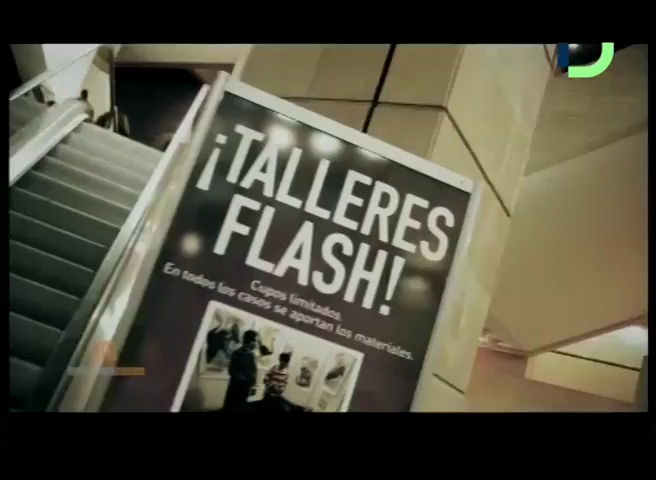 ¡TALLERES
FLASH!
Cupos limitados.
En todos los casos se aportan los materiales.